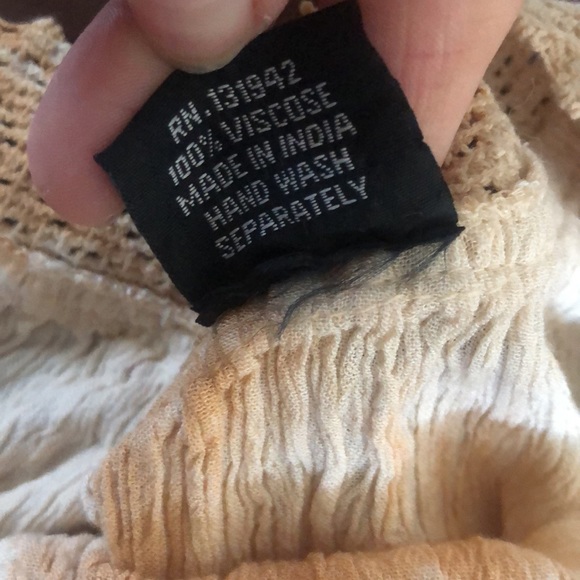 RN. 131942
100% VISCOSE
MADE IN INDIA
HAND WASH
SEPARATELY